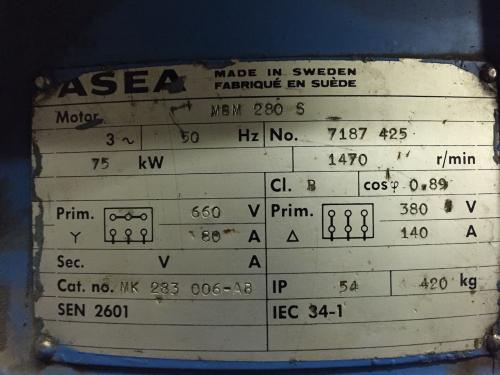 ASEA MADE IN SWEDEN
FABRIQUÉ EN SUÈDE
Motor MBM 280 S
3 ~ 50 Hz No. 7187 425
75 kW 1470 r/min
Cl. B cosφ 0.89
Prim. 660 V Prim. 380 V
Y 80 A Δ 140 A
Sec. V A
Cat. no. MK 283 006-AB IP 54 420 kg
SEN 2601 IEC 34-1